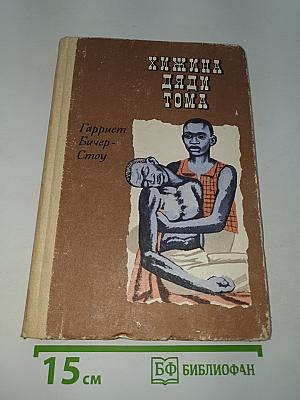 ХИЖИНА
ДЯДИ
ТОМА
Гарриет
Бичер-
Стоу
15 см
БФ БИБЛИОФАН